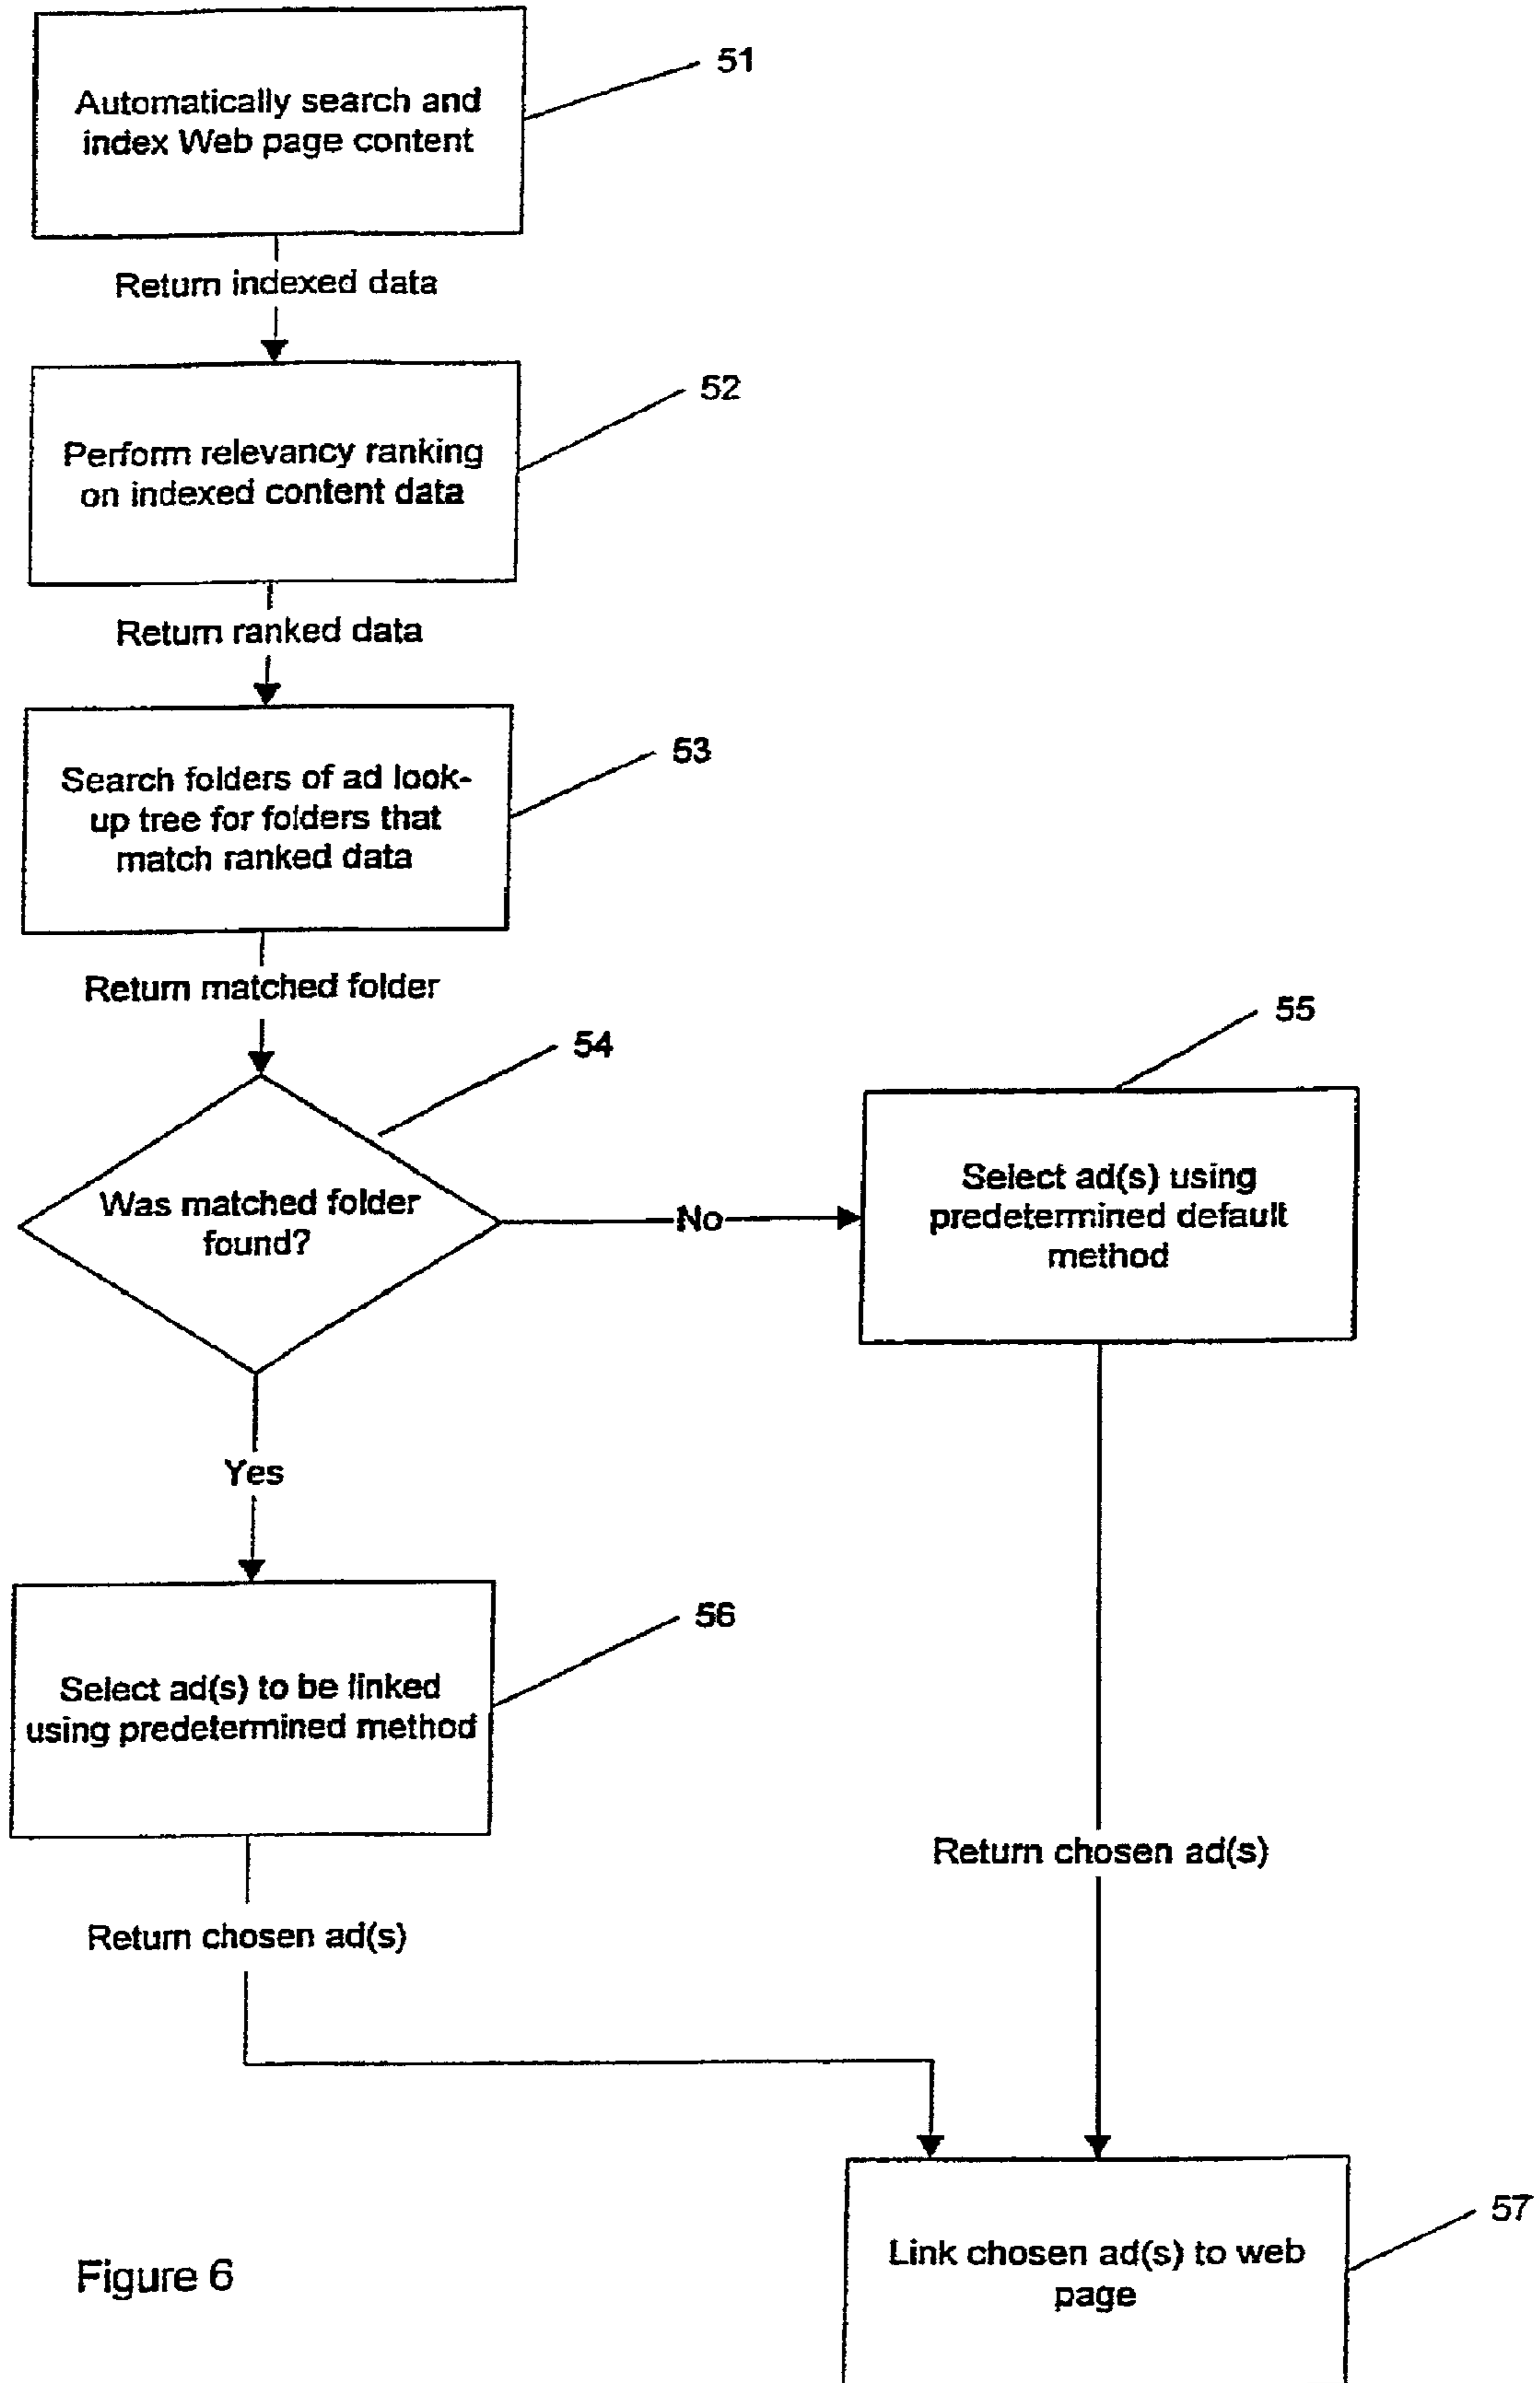 51
Automatically search and
index Web page content
Return indexed data
52
Perform relevancy ranking
on indexed content data
Return ranked data
53
Search folders of ad look-
up tree for folders that
match ranked data
Return matched folder
54
Was matched folder
found?
No
55
Select ad(s) using
predetermined default
method
Yes
56
Select ad(s) to be linked
using predetermined method
Return chosen ad(s)
Return chosen ad(s)
57
Link chosen ad(s) to web
page
Figure 6